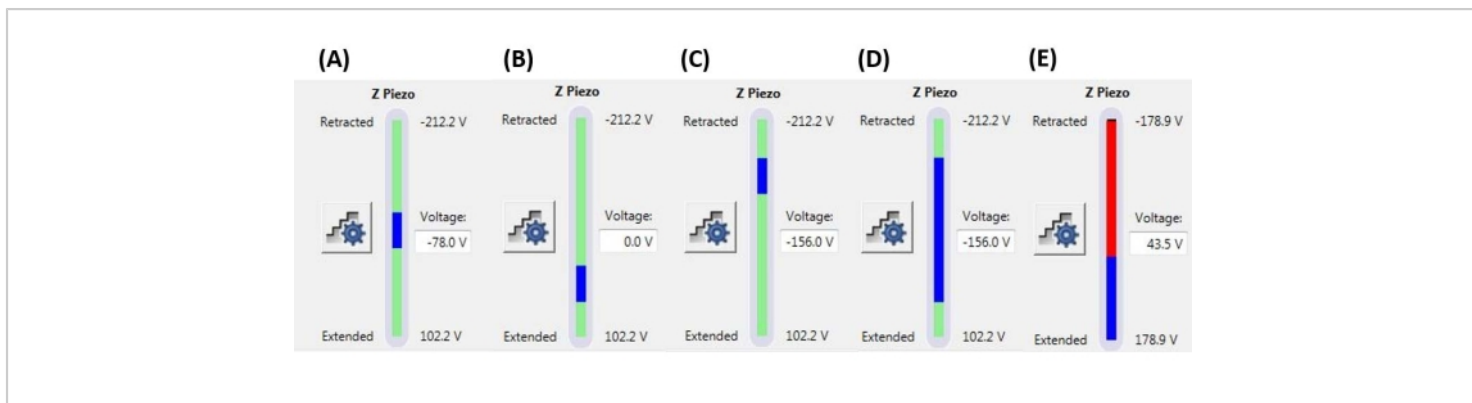 (A)
Z Piezo
Retracted -212.2 V
Voltage:
-78.0 V
Extended 102.2 V
(B)
Z Piezo
Retracted -212.2 V
Voltage:
0.0 V
Extended 102.2 V
(C)
Z Piezo
Retracted -212.2 V
Voltage:
-156.0 V
Extended 102.2 V
(D)
Z Piezo
Retracted -212.2 V
Voltage:
-156.0 V
Extended 102.2 V
(E)
Z Piezo
Retracted -178.9 V
Voltage:
43.5 V
Extended 178.9 V